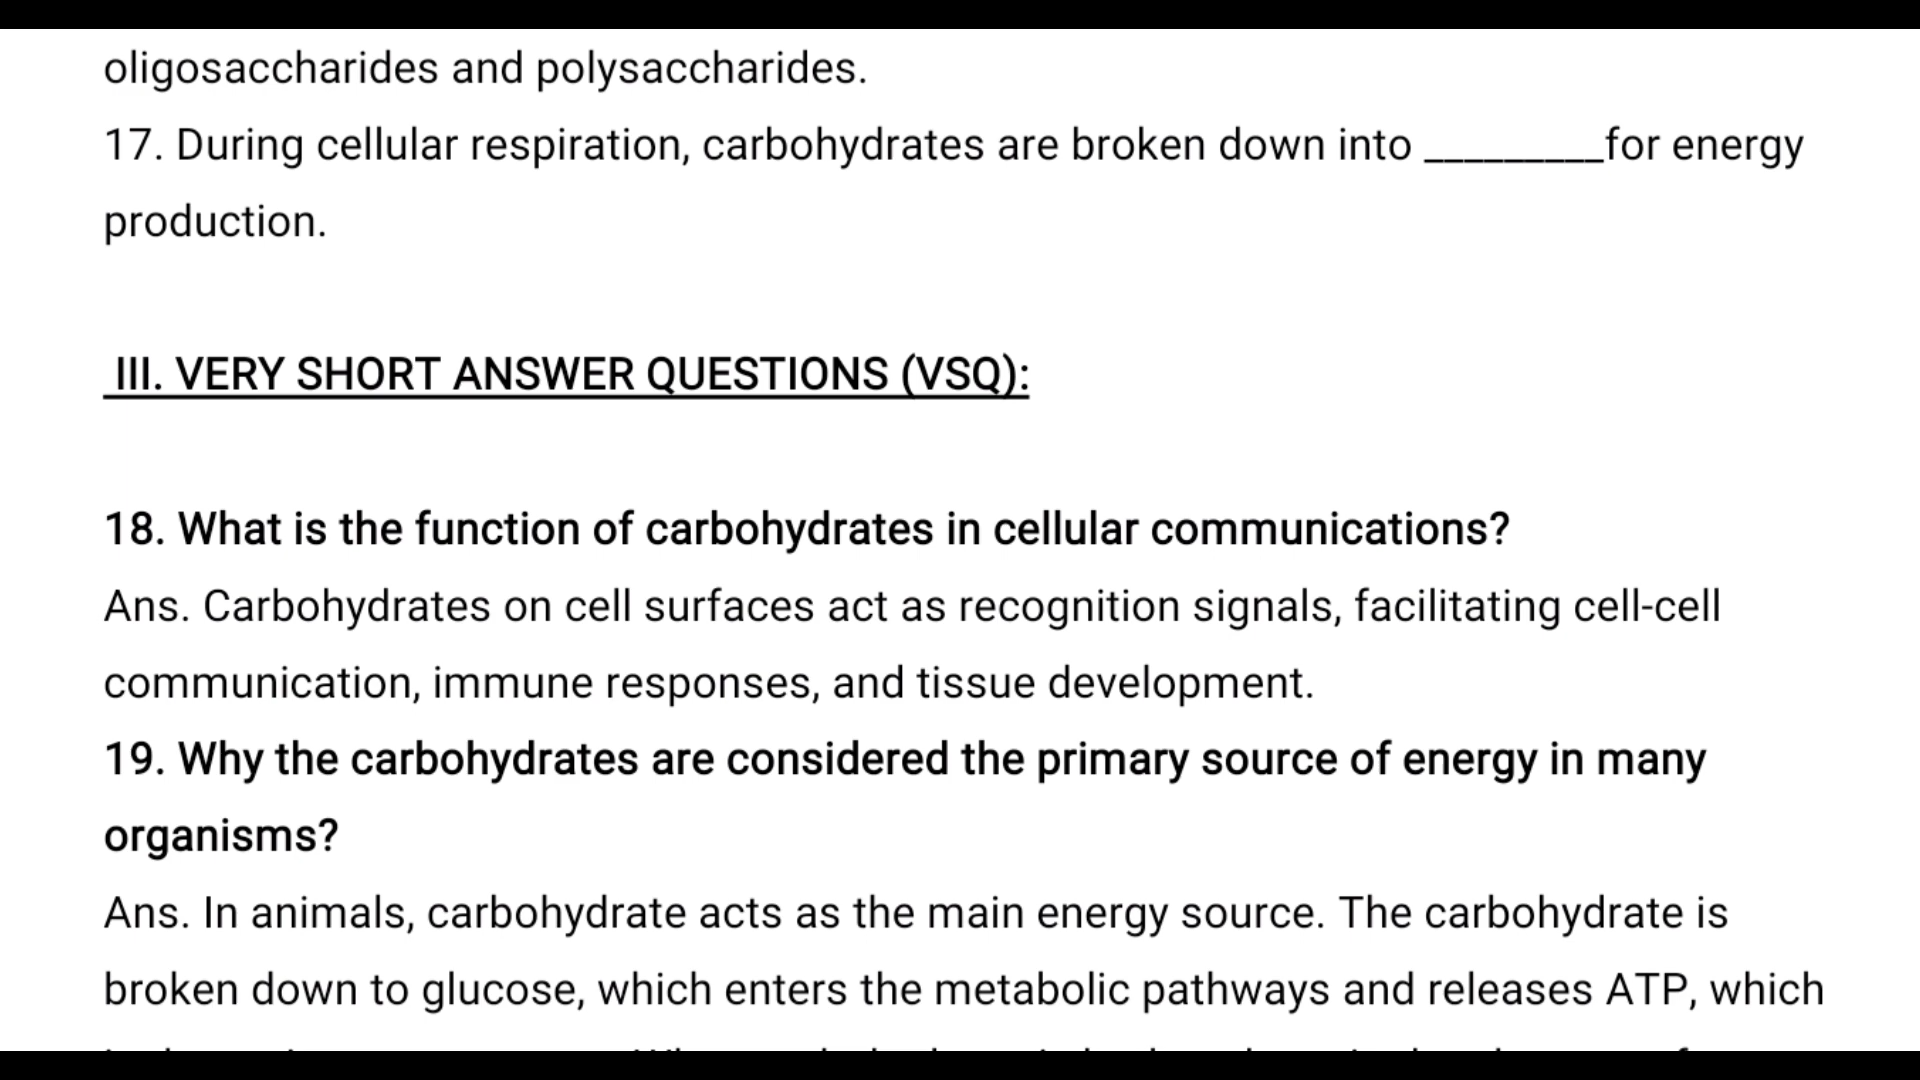 oligosaccharides and polysaccharides.
17. During cellular respiration, carbohydrates are broken down into _________for energy
production.
III. VERY SHORT ANSWER QUESTIONS (VSQ):
18. What is the function of carbohydrates in cellular communications?
Ans. Carbohydrates on cell surfaces act as recognition signals, facilitating cell-cell
communication, immune responses, and tissue development.
19. Why the carbohydrates are considered the primary source of energy in many
organisms?
Ans. In animals, carbohydrate acts as the main energy source. The carbohydrate is
broken down to glucose, which enters the metabolic pathways and releases ATP, which